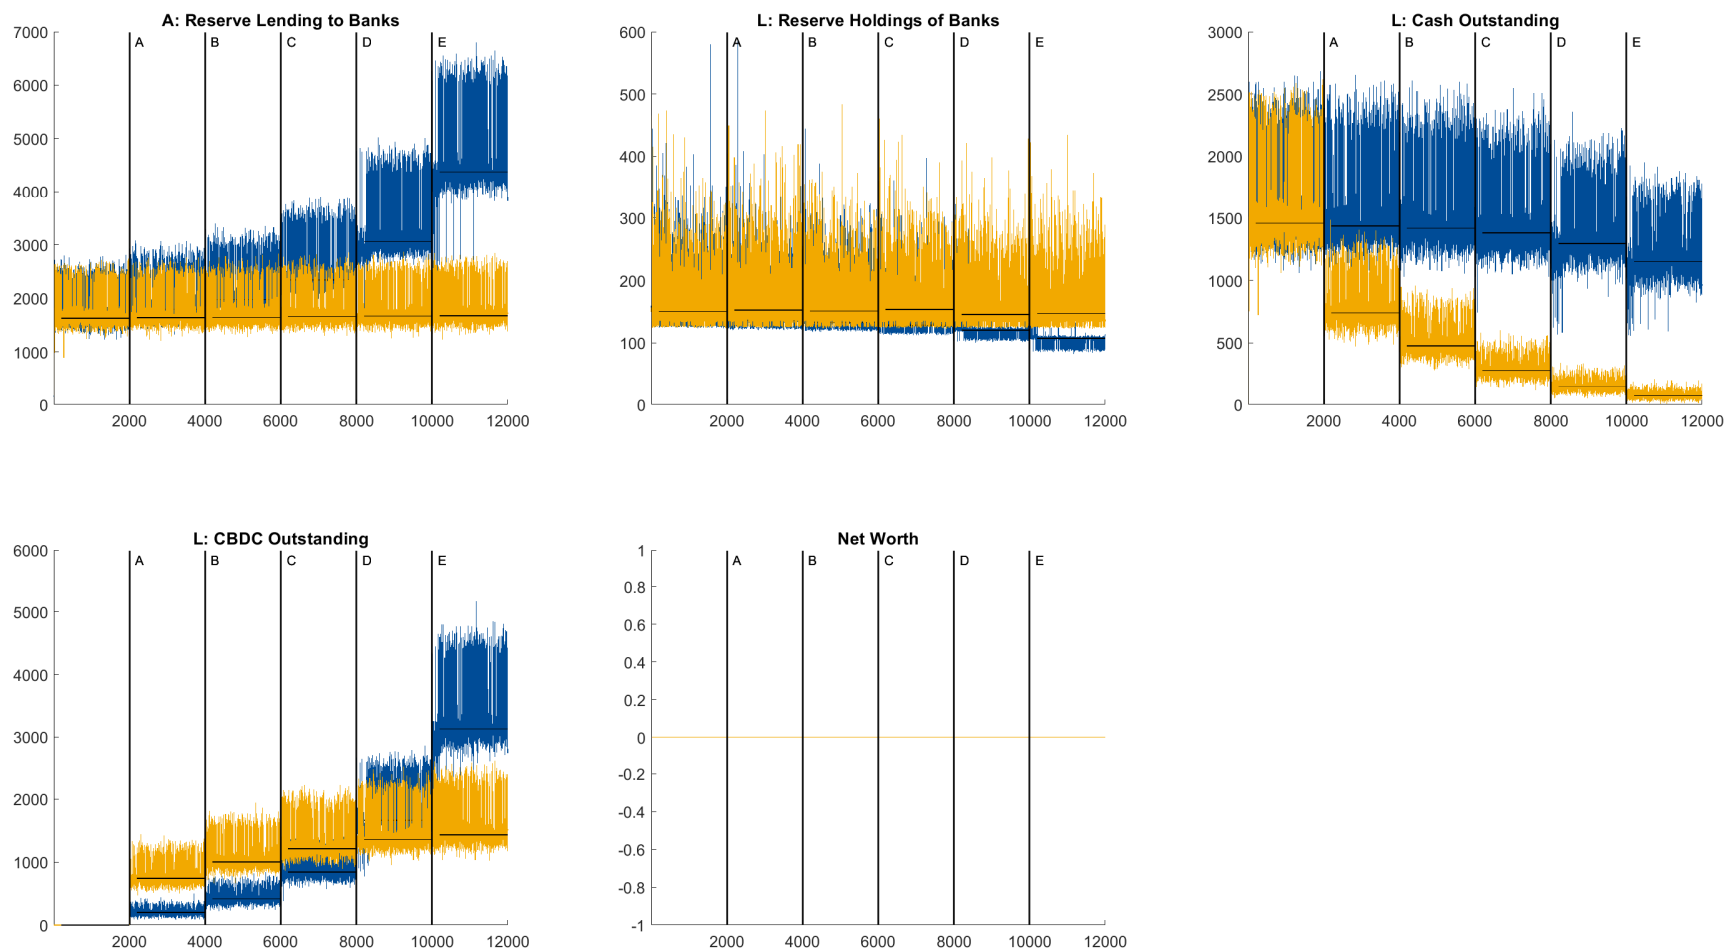 A: Reserve Lending to Banks
7000
6000
5000
4000
3000
2000
1000
0
A
B
C
D
E
2000
4000
6000
8000
10000
12000
L: Reserve Holdings of Banks
600
500
400
300
200
100
0
A
B
C
D
E
2000
4000
6000
8000
10000
12000
L: Cash Outstanding
3000
2500
2000
1500
1000
500
0
A
B
C
D
E
2000
4000
6000
8000
10000
12000
L: CBDC Outstanding
6000
5000
4000
3000
2000
1000
0
A
B
C
D
E
2000
4000
6000
8000
10000
12000
Net Worth
1
0.8
0.6
0.4
0.2
0
-0.2
-0.4
-0.6
-0.8
-1
A
B
C
D
E
2000
4000
6000
8000
10000
12000